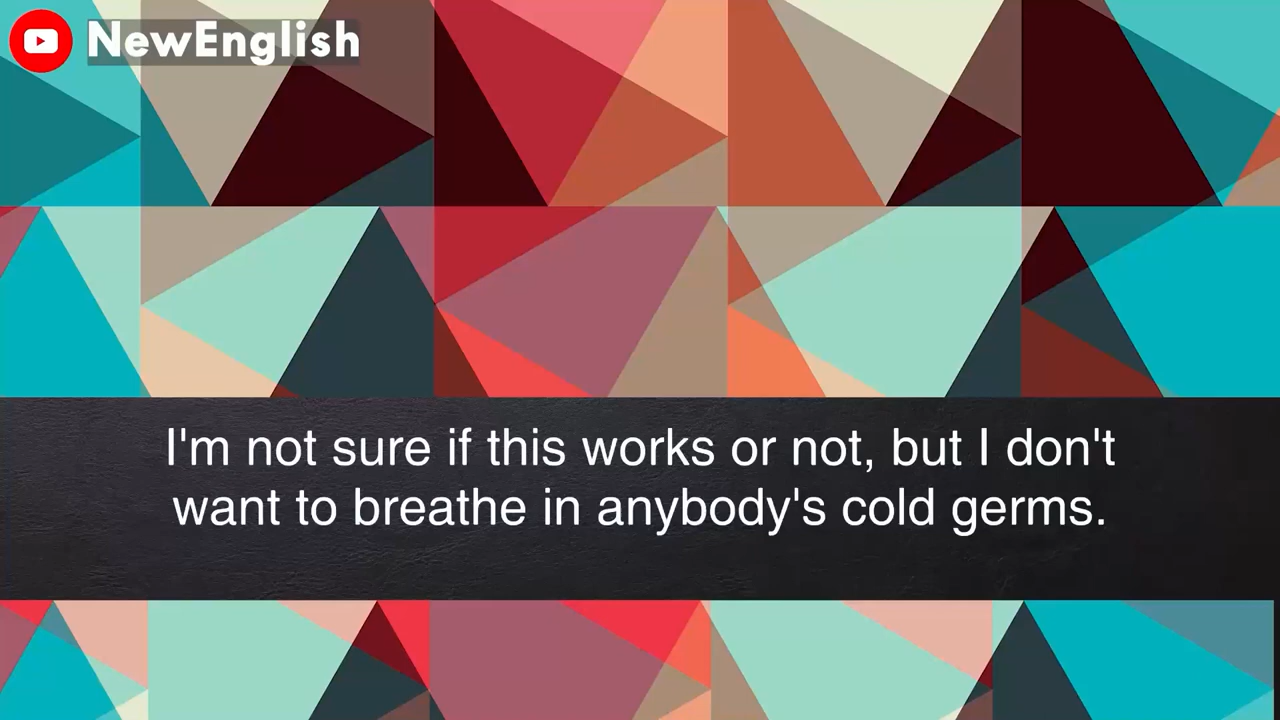 NewEnglish
I'm not sure if this works or not, but I don't
want to breathe in anybody's cold germs.